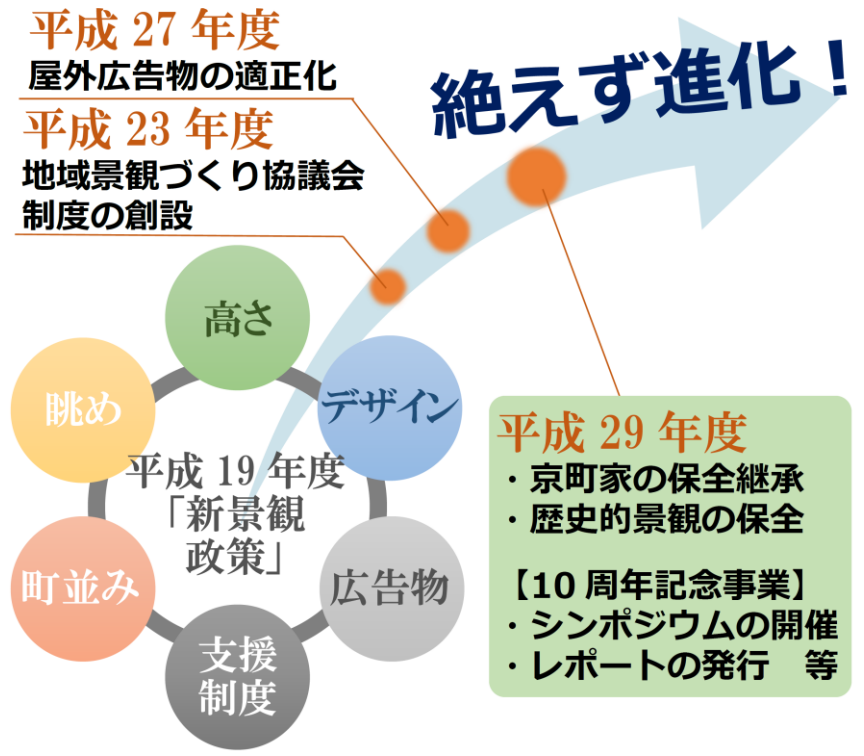 平成 27 年度
屋外広告物の適正化
平成 23 年度
地域景観づくり協議会
制度の創設
絶えず進化！
高さ
眺め
デザイン
平成 19 年度
「新景観
政策」
町並み
広告物
支援
制度
平成 29 年度
・京町家の保全継承
・歴史的景観の保全
【10 周年記念事業】
・シンポジウムの開催
・レポートの発行　等